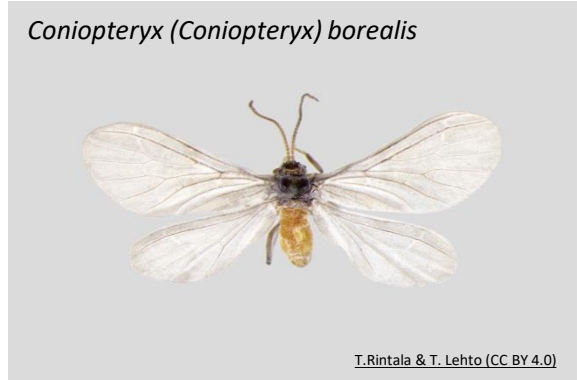 Coniopteryx (Coniopteryx) borealis
T.Rintala & T. Lehto (CC BY 4.0)